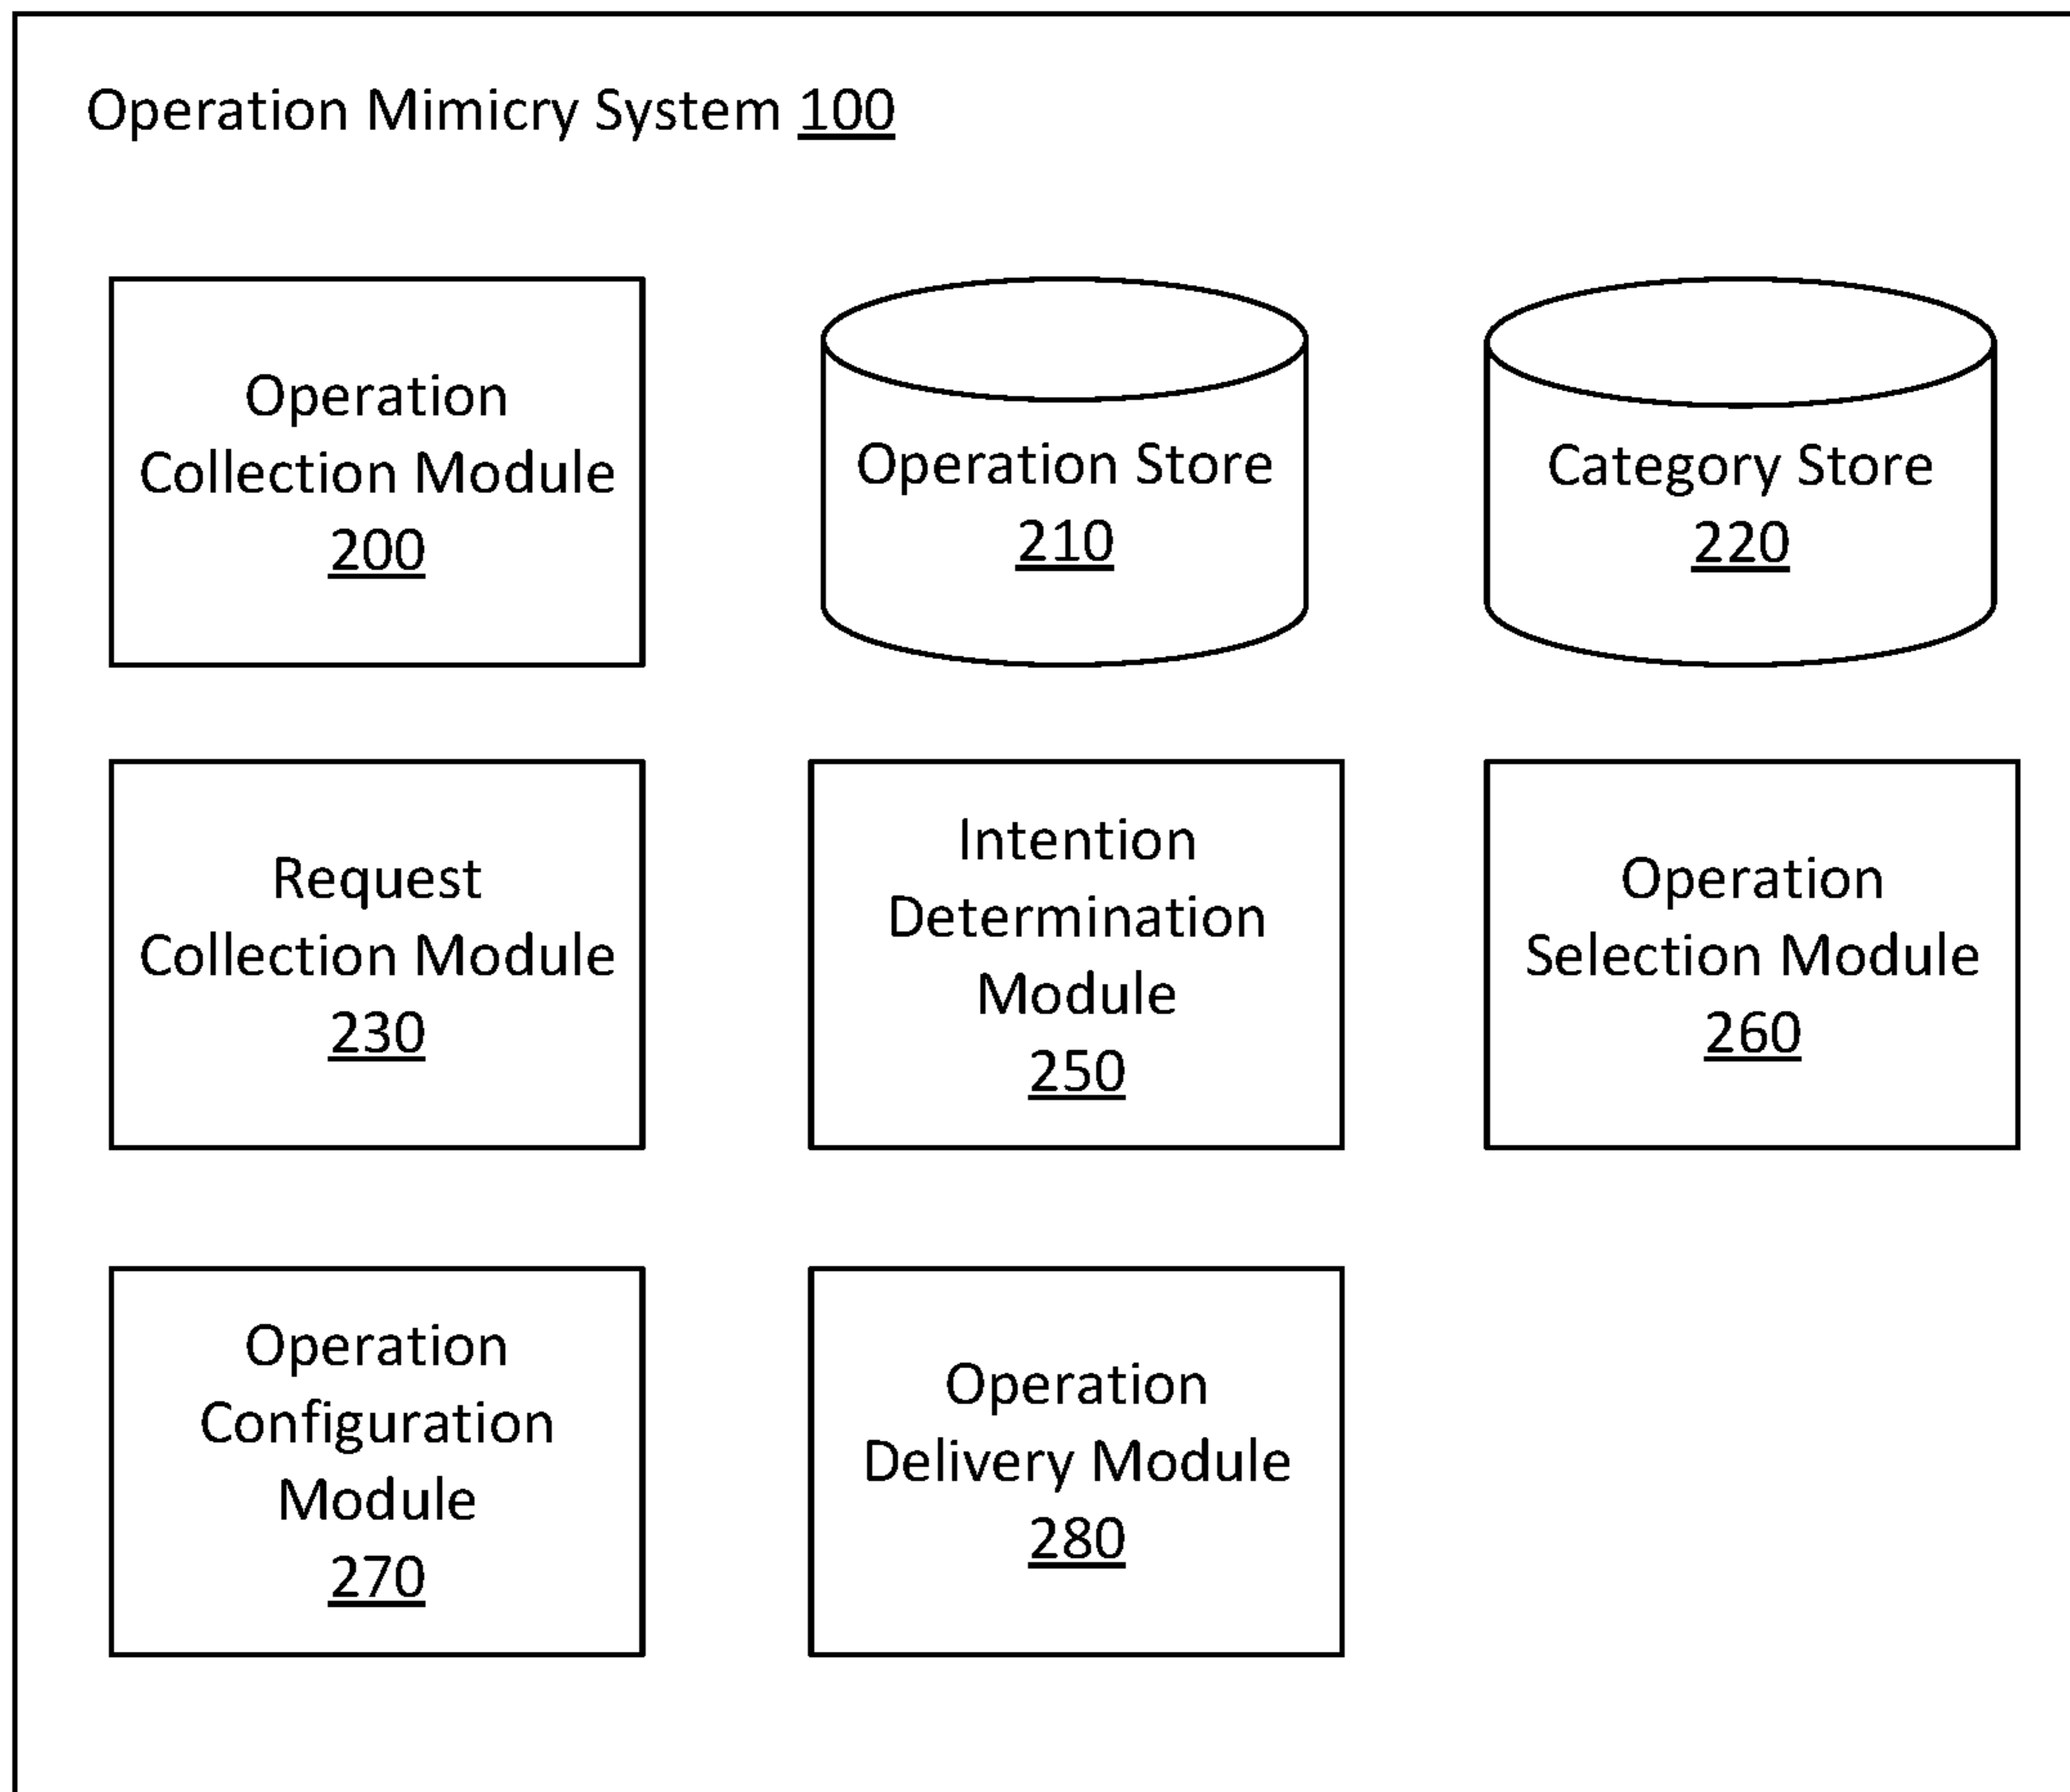 Operation Mimicry System 100
Operation
Collection Module
200
Operation Store
210
Category Store
220
Request
Collection Module
230
Intention
Determination
Module
250
Operation
Selection Module
260
Operation
Configuration
Module
270
Operation
Delivery Module
280